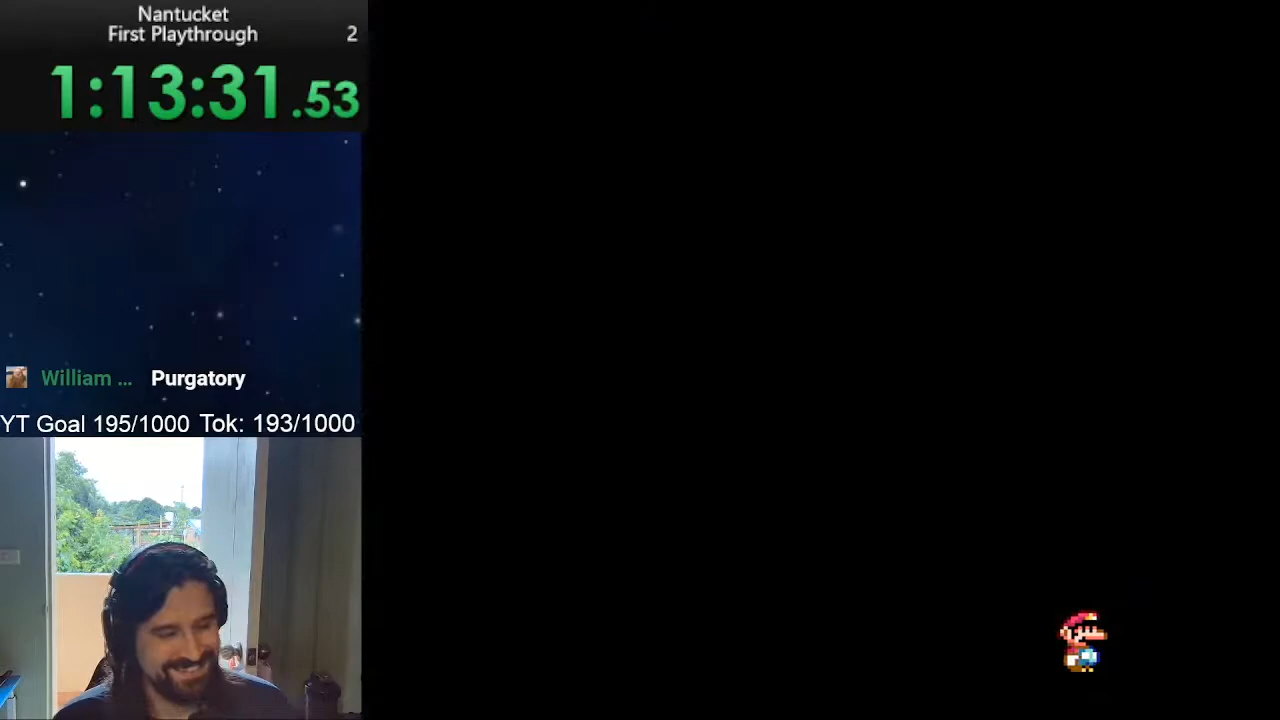 Nantucket
First Playthrough 2
1:13:31.53
William ... Purgatory
YT Goal 195/1000 Tok: 193/1000